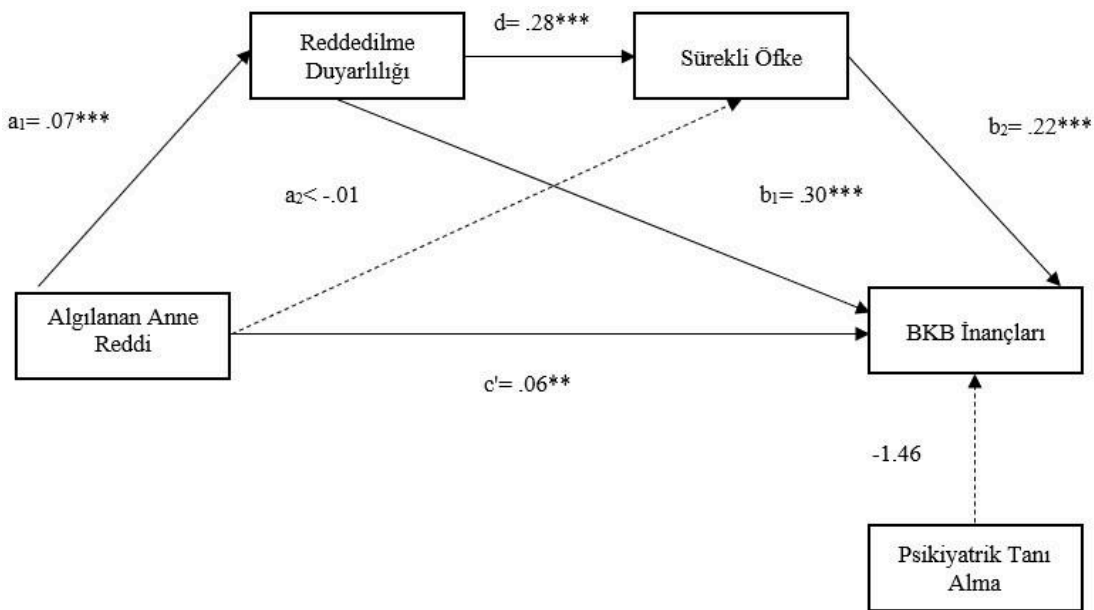 d= .28***
Reddedilme
Duyarlılığı
Sürekli Öfke
a₁= .07***
b₂= .22***
a₂< -.01
b₁= .30***
Algılanan Anne
Reddi
BKB İnançları
c'= .06**
-1.46
Psikiyatrik Tanı
Alma